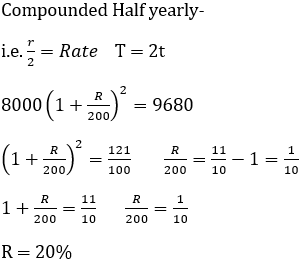 Compounded Half yearly-
i.e. r/2 = Rate T = 2t
8000(1 + R/200)² = 9680
(1 + R/200)² = 121/100 R/200 = 11/10 − 1 = 1/10
1 + R/200 = 11/10 R/200 = 1/10
R = 20%